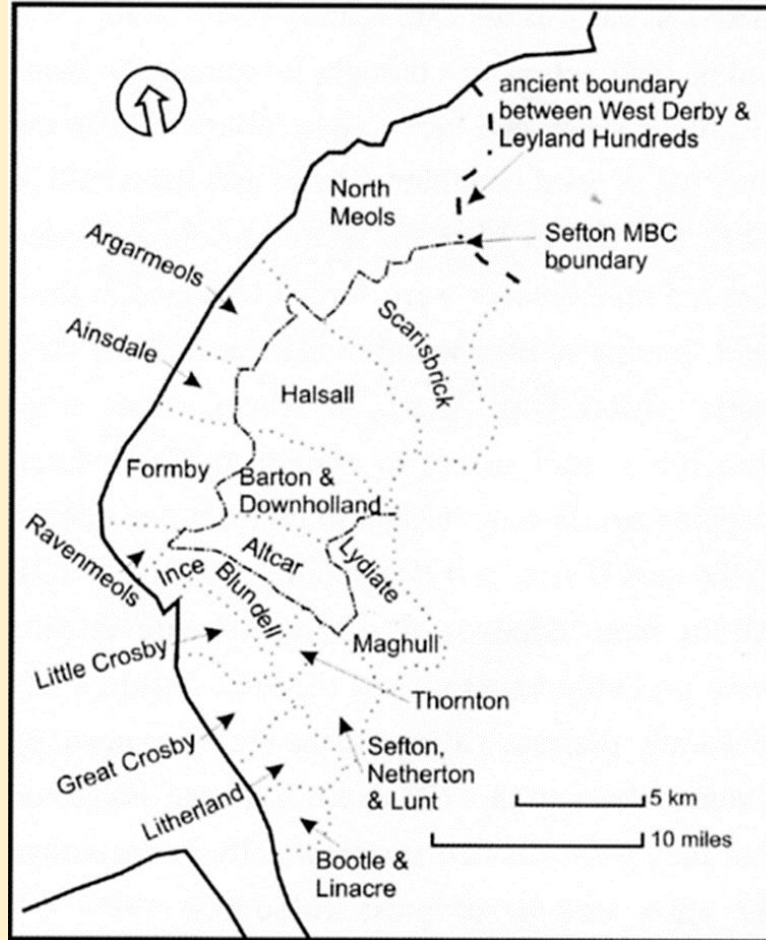 ancient boundary
between West Derby &
Leyland Hundreds
North
Meols
Sefton MBC
boundary
Argarmeols
Ainsdale
Scarisbrick
Halsall
Formby
Barton &
Downholland
Ravenmeols
Ince
Blundell
Altcar
Lydiate
Little Crosby
Maghull
Thornton
Great Crosby
Sefton,
Netherton
& Lunt
Litherland
5 km
10 miles
Bootle &
Linacre